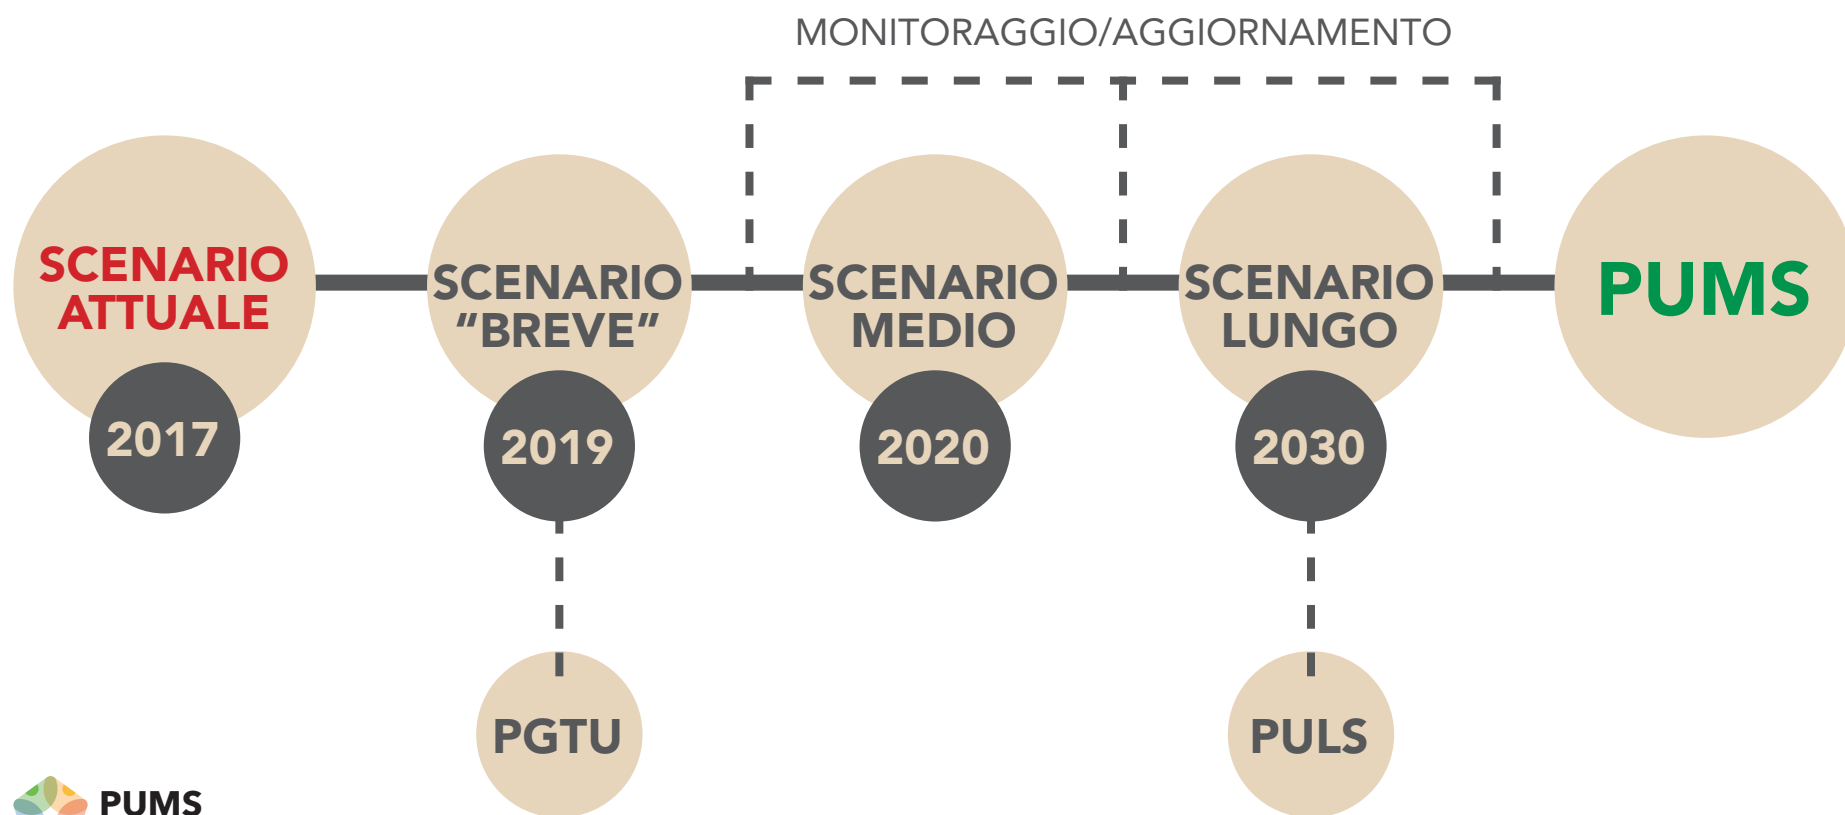 MONITORAGGIO/AGGIORNAMENTO
SCENARIO
ATTUALE
2017
SCENARIO
“BREVE”
2019
SCENARIO
MEDIO
2020
SCENARIO
LUNGO
2030
PUMS
PGTU
PULS
PUMS